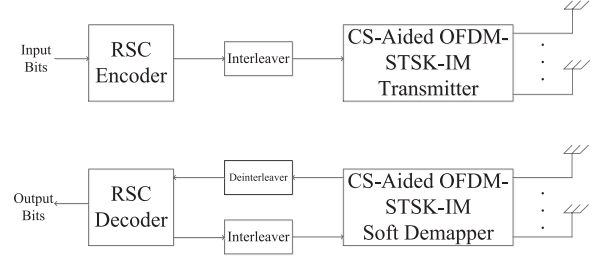 Input
Bits
RSC
Encoder
Interleaver
CS-Aided OFDM-
STSK-IM
Transmitter
Output
Bits
RSC
Decoder
Deinterleaver
Interleaver
CS-Aided OFDM-
STSK-IM
Soft Demapper